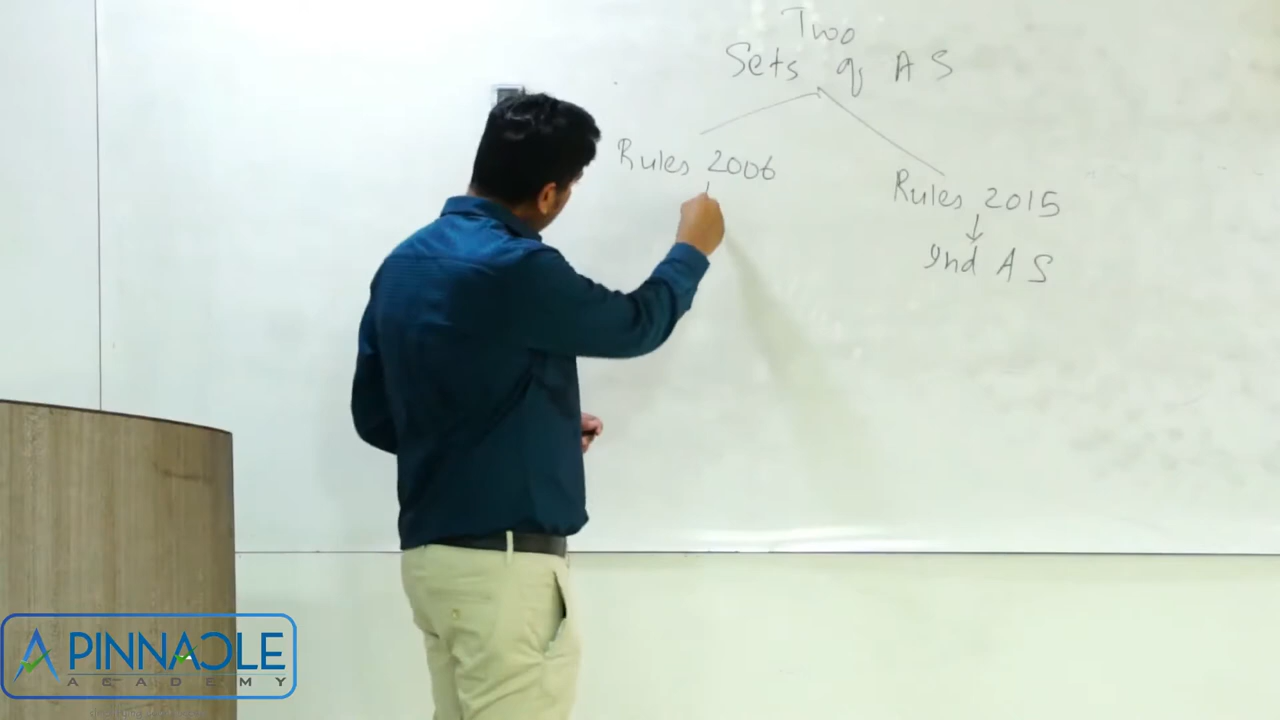 Two
Sets of AS
Rules 2006
Rules 2015
Ind AS
PINNACLE
ACADEMY